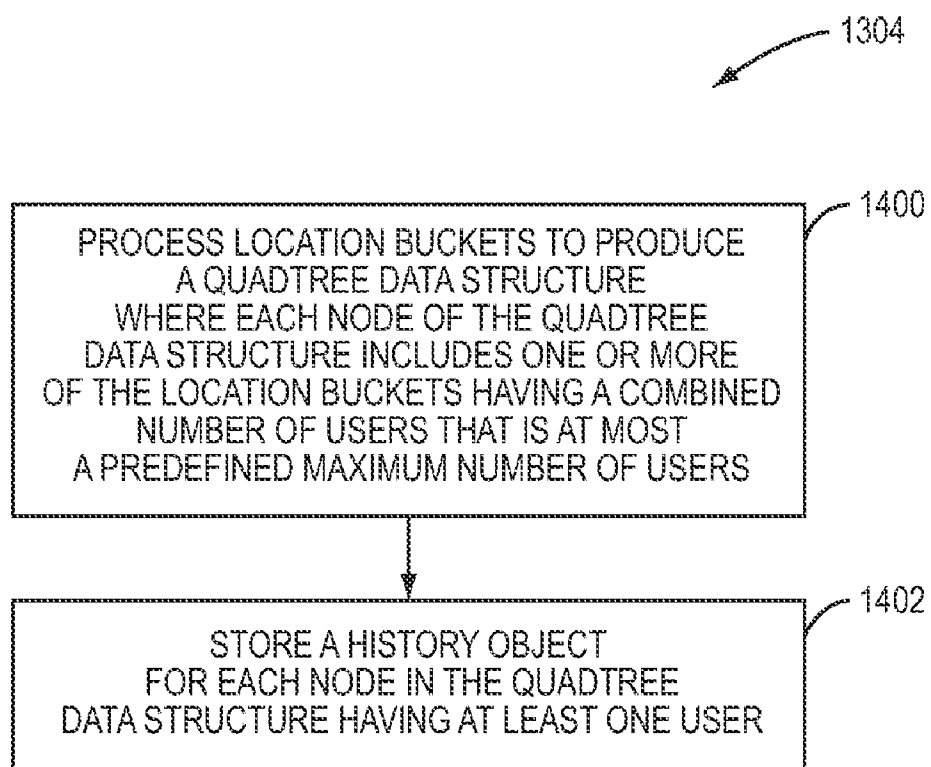 1304
1400
PROCESS LOCATION BUCKETS TO PRODUCE
A QUADTREE DATA STRUCTURE
WHERE EACH NODE OF THE QUADTREE
DATA STRUCTURE INCLUDES ONE OR MORE
OF THE LOCATION BUCKETS HAVING A COMBINED
NUMBER OF USERS THAT IS AT MOST
A PREDEFINED MAXIMUM NUMBER OF USERS
1402
STORE A HISTORY OBJECT
FOR EACH NODE IN THE QUADTREE
DATA STRUCTURE HAVING AT LEAST ONE USER